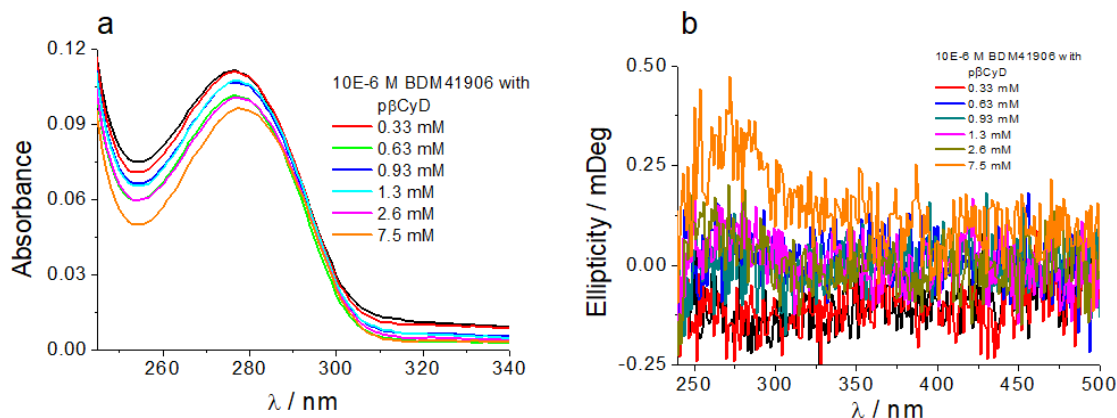 a
Absorbance
0.12
0.09
0.06
0.03
0.00
260
280
300
320
340
λ / nm
10E-6 M BDM41906 with
pβCyD
0.33 mM
0.63 mM
0.93 mM
1.3 mM
2.6 mM
7.5 mM
b
Ellipticity / mDeg
0.50
0.25
0.00
-0.25
250
300
350
400
450
500
λ / nm
10E-6 M BDM41906 with
pβCyD
0.33 mM
0.63 mM
0.93 mM
1.3 mM
2.6 mM
7.5 mM